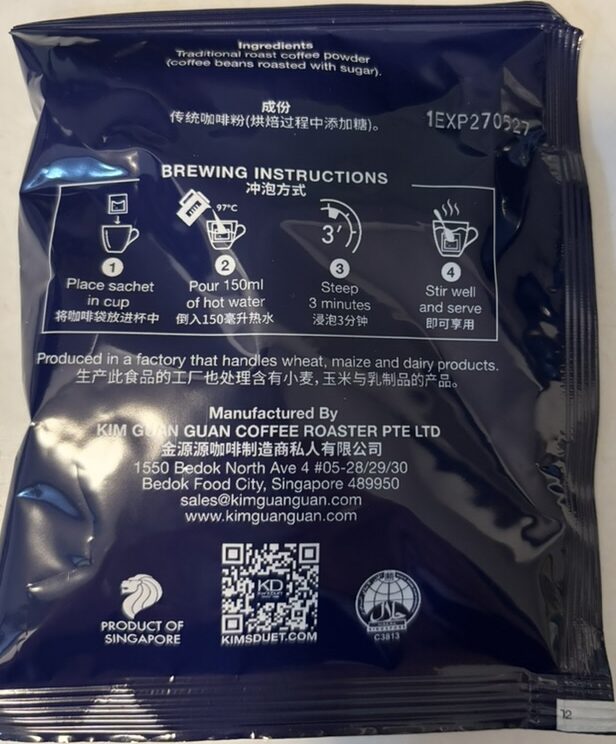 Ingredients
Traditional roast coffee powder
(coffee beans roasted with sugar).
成份
传统咖啡粉(烘焙过程中添加糖)。
1EXP270527
BREWING INSTRUCTIONS
冲泡方式
97°C
3'
1
2
3
4
Place sachet
in cup
将咖啡袋放进杯中
Pour 150ml
of hot water
倒入150毫升热水
Steep
3 minutes
浸泡3分钟
Stir well
and serve
即可享用
Produced in a factory that handles wheat, maize and dairy products.
生产此食品的工厂也处理含有小麦，玉米与乳制品的产品。
Manufactured By
KIM GUAN GUAN COFFEE ROASTER PTE LTD
金源源咖啡制造商私人有限公司
1550 Bedok North Ave 4 #05-28/29/30
Bedok Food City, Singapore 489950
sales@kimguanguan.com
www.kimguanguan.com
KD
PRODUCT OF
SINGAPORE
KIMSDUET.COM
C3813
12